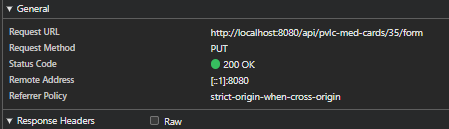 General
Request URL http://localhost:8080/api/pvlc-med-cards/35/form
Request Method PUT
Status Code 200 OK
Remote Address [::1]:8080
Referrer Policy strict-origin-when-cross-origin
Response Headers Raw